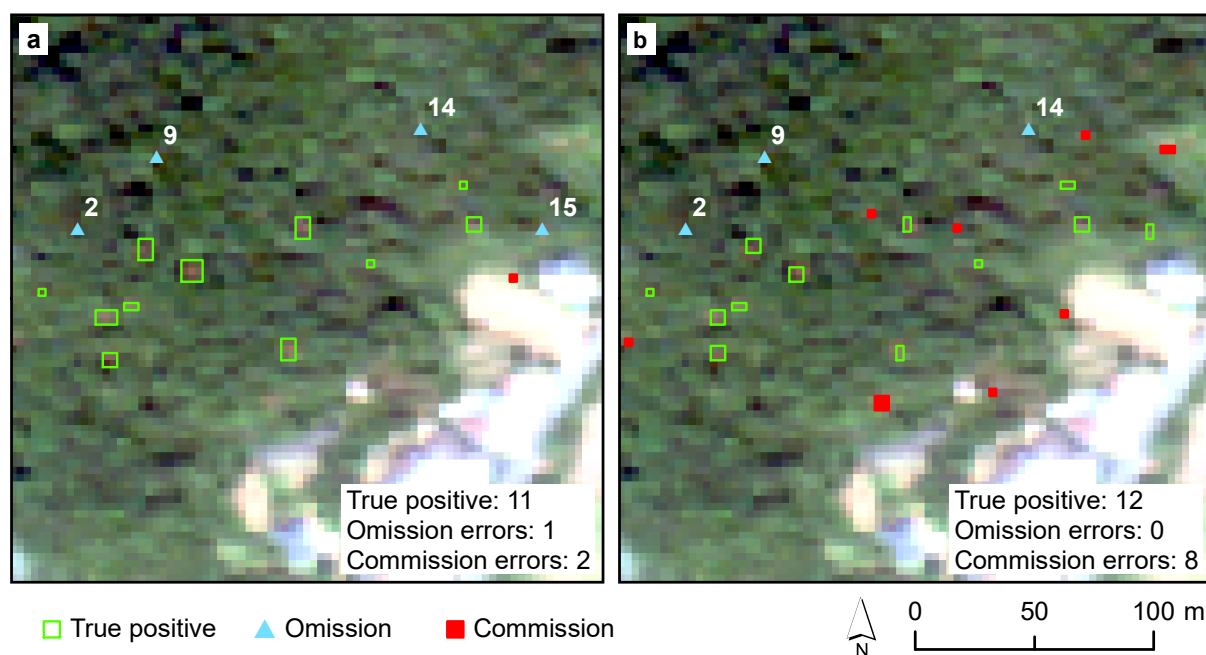 a
14
9
2
15
True positive: 11
Omission errors: 1
Commission errors: 2
b
14
9
2
True positive: 12
Omission errors: 0
Commission errors: 8
True positive
Omission
Commission
N
0 50 100 m